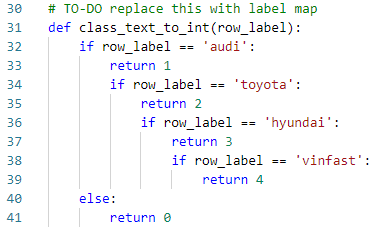 30 # TO-DO replace this with label map
31 def class_text_to_int(row_label):
32     if row_label == 'audi':
33         return 1
34         if row_label == 'toyota':
35             return 2
36             if row_label == 'hyundai':
37                 return 3
38                 if row_label == 'vinfast':
39                     return 4
40     else:
41         return 0